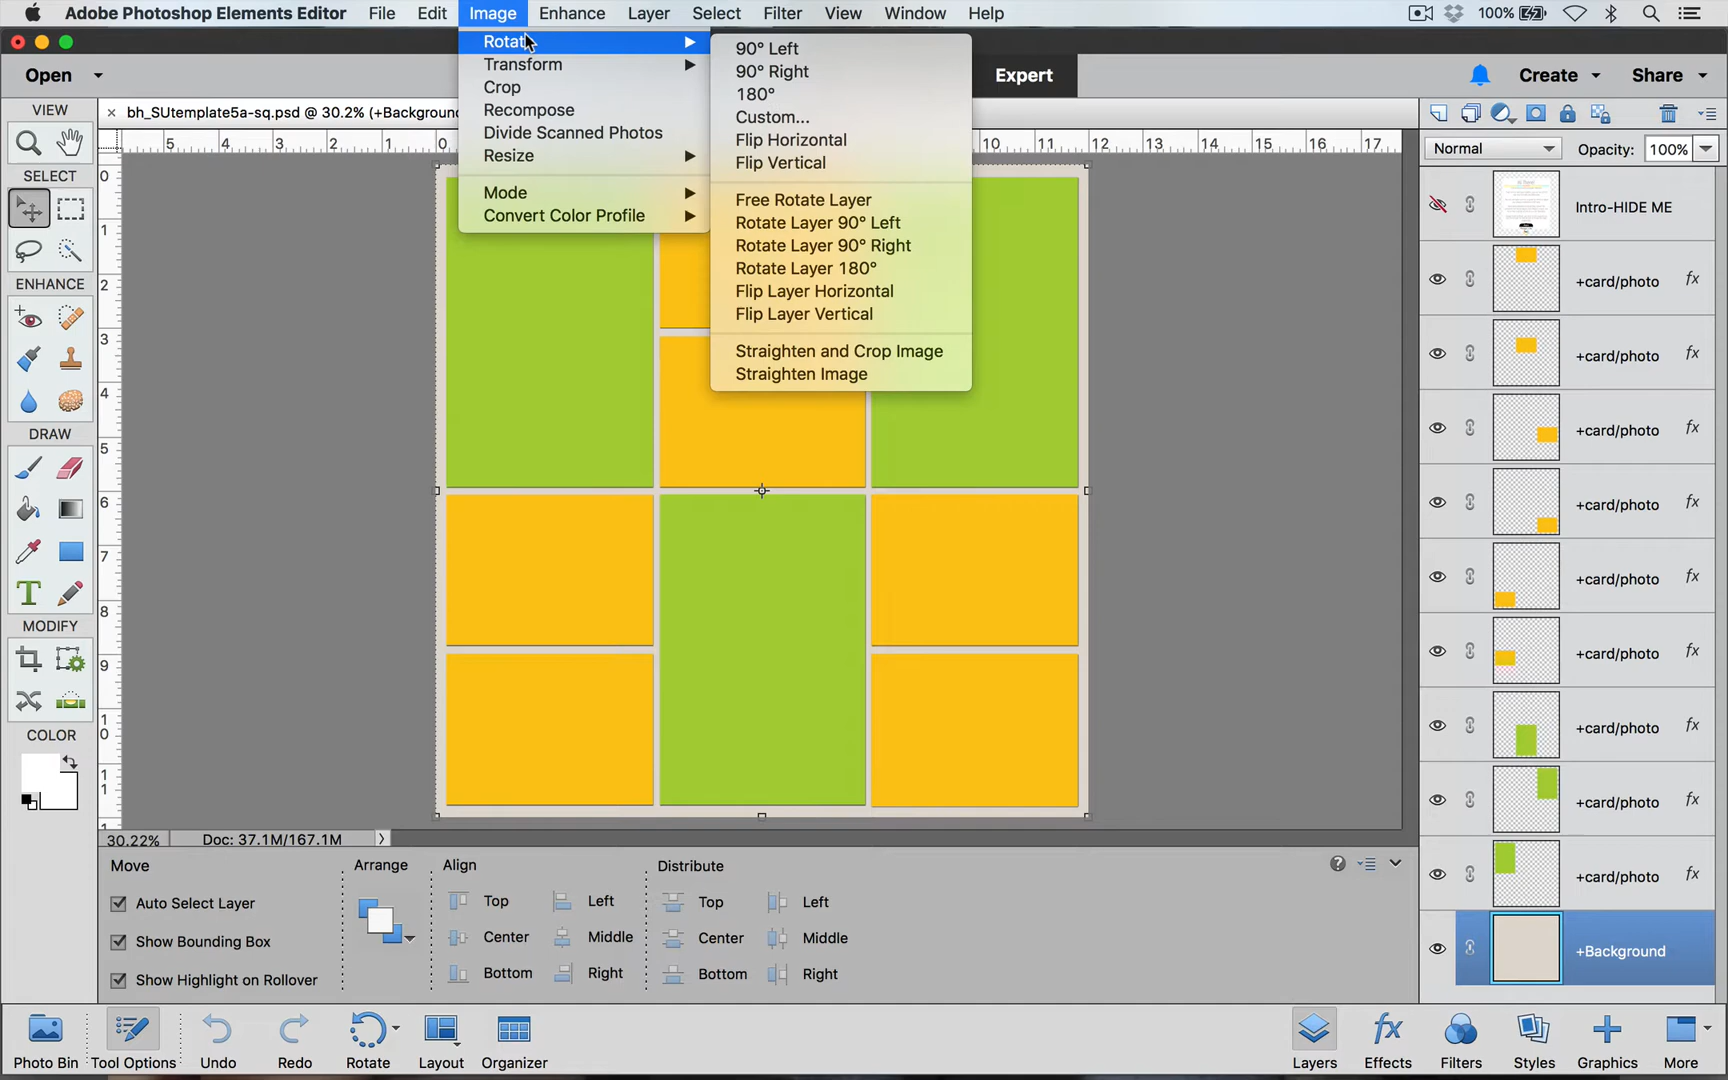 Adobe Photoshop Elements Editor File Edit Image Enhance Layer Select Filter View Window Help 100%
Open Expert Create Share
VIEW
bh_SUtemplate5a-sq.psd @ 30.2% (+Backgroun
Rotat
Transform
Crop
Recompose
Divide Scanned Photos
Resize
Mode
Convert Color Profile
90° Left
90° Right
180°
Custom...
Flip Horizontal
Flip Vertical
Free Rotate Layer
Rotate Layer 90° Left
Rotate Layer 90° Right
Rotate Layer 180°
Flip Layer Horizontal
Flip Layer Vertical
Straighten and Crop Image
Straighten Image
5 4 3 2 1 0 10 11 12 13 14 15 16 17
0
1
2
3
4
5
6
7
8
9
1
0
1
1
SELECT
ENHANCE
DRAW
T
MODIFY
COLOR
Normal Opacity: 100%
Intro-HIDE ME
+card/photo fx
+card/photo fx
+card/photo fx
+card/photo fx
+card/photo fx
+card/photo fx
+card/photo fx
+card/photo fx
+card/photo fx
+Background
30.22% Doc: 37.1M/167.1M
Move Arrange Align Distribute
Auto Select Layer Top Left Top Left
Show Bounding Box Center Middle Center Middle
Show Highlight on Rollover Bottom Right Bottom Right
Photo Bin Tool Options Undo Redo Rotate Layout Organizer Layers fx Effects Filters Styles Graphics More